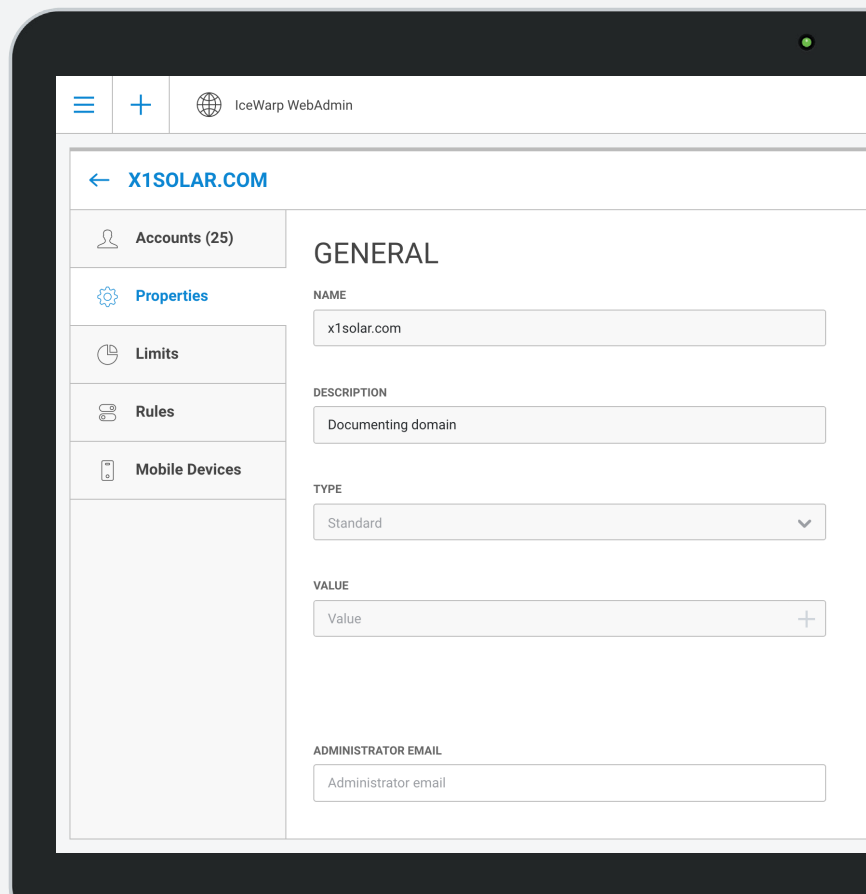 IceWarp WebAdmin
X1SOLAR.COM
Accounts (25)
Properties
Limits
Rules
Mobile Devices
GENERAL
NAME
x1solar.com
DESCRIPTION
Documenting domain
TYPE
Standard
VALUE
Value
ADMINISTRATOR EMAIL
Administrator email